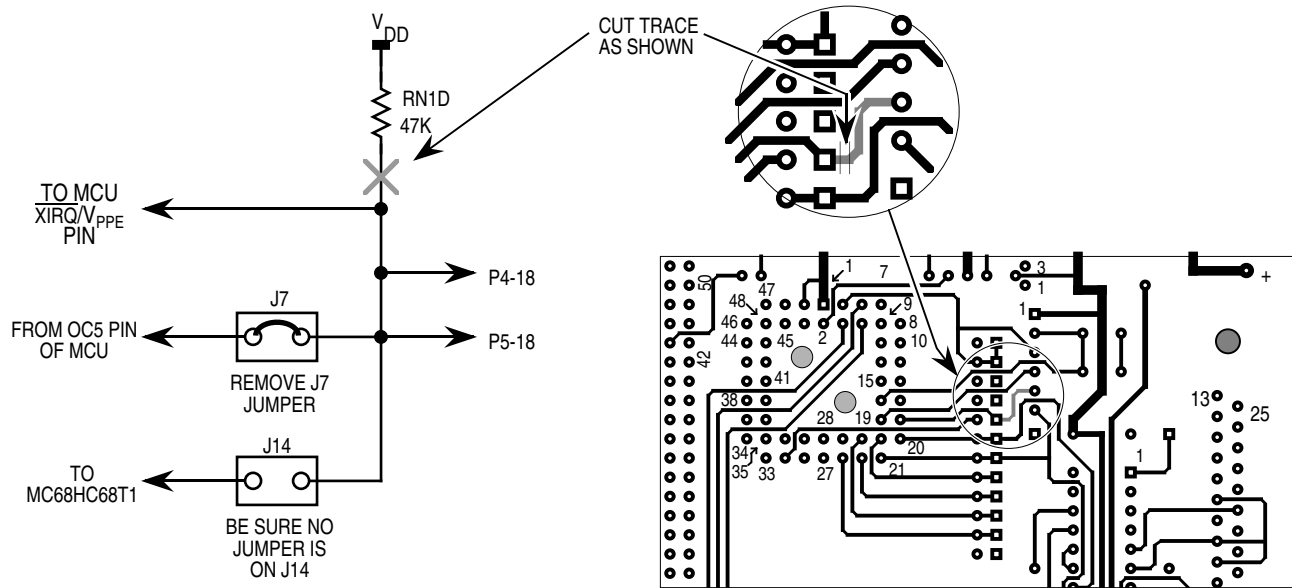 V
DD
RN1D
47K
CUT TRACE
AS SHOWN
TO MCU
XIRQ/VPPE
PIN
P4-18
J7
FROM OC5 PIN
OF MCU
P5-18
REMOVE J7
JUMPER
J14
TO
MC68HC68T1
BE SURE NO
JUMPER IS
ON J14
50
47
1
7
3
1
+
48
9
1
46
2
8
44
45
10
42
41
15
38
28
19
13
25
34
20
35
33
27
21
1